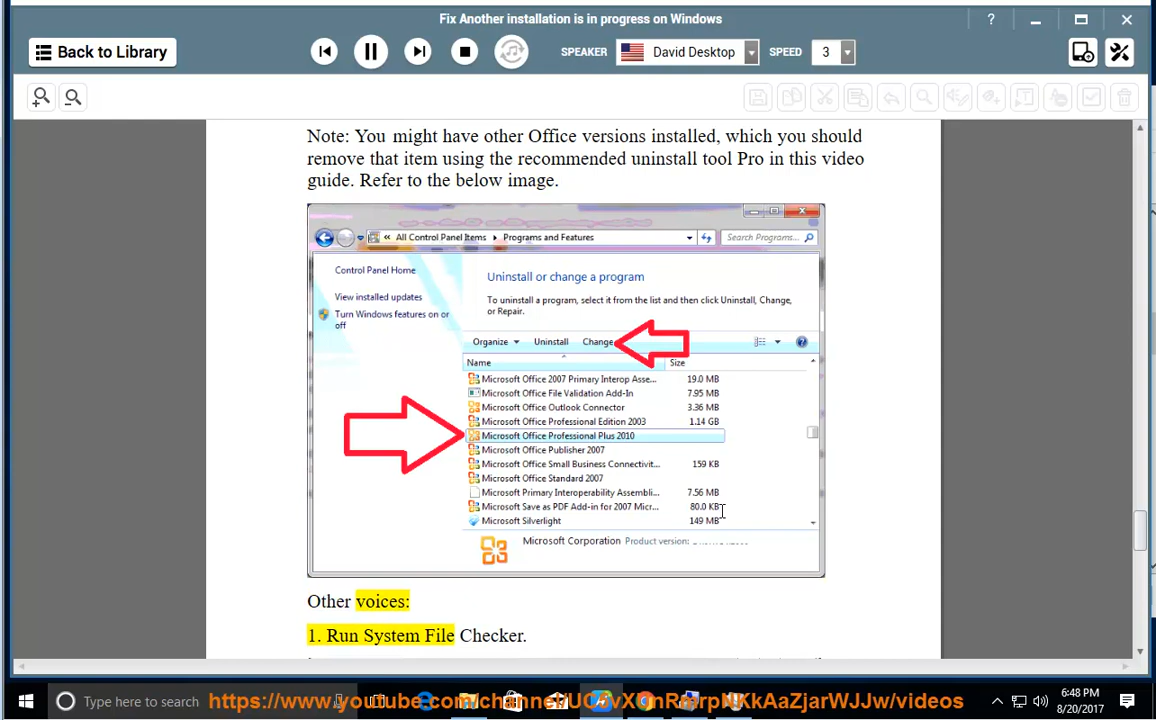 Fix Another installation is in progress on Windows
?
Back to Library
SPEAKER
David Desktop
SPEED
3
Note: You might have other Office versions installed, which you should
remove that item using the recommended uninstall tool Pro in this video
guide. Refer to the below image.
« All Control Panel Items
Programs and Features
Search Programs...
Control Panel Home
View installed updates
Turn Windows features on or
off
Uninstall or change a program
To uninstall a program, select it from the list and then click Uninstall, Change,
or Repair.
Organize
Uninstall
Change
Name
Size
Microsoft Office 2007 Primary Interop Asse... 19.0 MB
Microsoft Office File Validation Add-In 7.95 MB
Microsoft Office Outlook Connector 3.36 MB
Microsoft Office Professional Edition 2003 1.14 GB
Microsoft Office Professional Plus 2010
Microsoft Office Publisher 2007
Microsoft Office Small Business Connectivit... 159 KB
Microsoft Office Standard 2007
Microsoft Primary Interoperability Assembli... 7.56 MB
Microsoft Save as PDF Add-in for 2007 Micr... 80.0 KB
Microsoft Silverlight 149 MB
Microsoft Corporation Product version:
Other voices:
1. Run System File Checker.
Type here to search
6:48 PM
8/20/2017